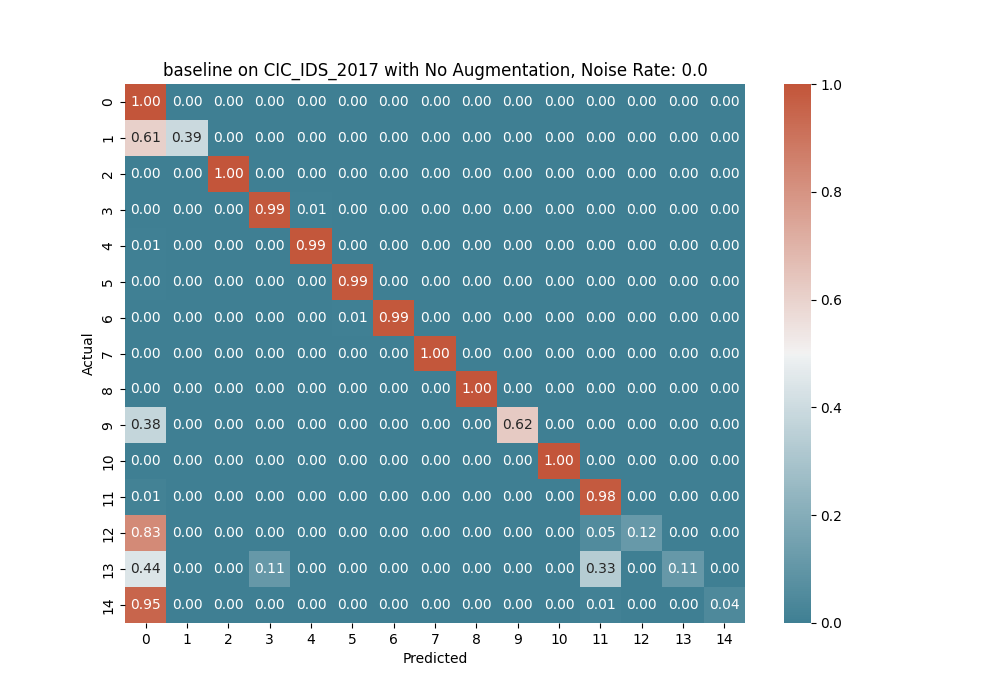 baseline on CIC_IDS_2017 with No Augmentation, Noise Rate: 0.0
0 1.00 0.00 0.00 0.00 0.00 0.00 0.00 0.00 0.00 0.00 0.00 0.00 0.00 0.00 0.00
1 0.61 0.39 0.00 0.00 0.00 0.00 0.00 0.00 0.00 0.00 0.00 0.00 0.00 0.00 0.00
2 0.00 0.00 1.00 0.00 0.00 0.00 0.00 0.00 0.00 0.00 0.00 0.00 0.00 0.00 0.00
3 0.00 0.00 0.00 0.99 0.01 0.00 0.00 0.00 0.00 0.00 0.00 0.00 0.00 0.00 0.00
4 0.01 0.00 0.00 0.00 0.99 0.00 0.00 0.00 0.00 0.00 0.00 0.00 0.00 0.00 0.00
5 0.00 0.00 0.00 0.00 0.00 0.99 0.00 0.00 0.00 0.00 0.00 0.00 0.00 0.00 0.00
6 0.00 0.00 0.00 0.00 0.00 0.01 0.99 0.00 0.00 0.00 0.00 0.00 0.00 0.00 0.00
7 0.00 0.00 0.00 0.00 0.00 0.00 0.00 1.00 0.00 0.00 0.00 0.00 0.00 0.00 0.00
8 0.00 0.00 0.00 0.00 0.00 0.00 0.00 0.00 1.00 0.00 0.00 0.00 0.00 0.00 0.00
9 0.38 0.00 0.00 0.00 0.00 0.00 0.00 0.00 0.00 0.62 0.00 0.00 0.00 0.00 0.00
10 0.00 0.00 0.00 0.00 0.00 0.00 0.00 0.00 0.00 0.00 1.00 0.00 0.00 0.00 0.00
11 0.01 0.00 0.00 0.00 0.00 0.00 0.00 0.00 0.00 0.00 0.00 0.98 0.00 0.00 0.00
12 0.83 0.00 0.00 0.00 0.00 0.00 0.00 0.00 0.00 0.00 0.00 0.05 0.12 0.00 0.00
13 0.44 0.00 0.00 0.11 0.00 0.00 0.00 0.00 0.00 0.00 0.00 0.33 0.00 0.11 0.00
14 0.95 0.00 0.00 0.00 0.00 0.00 0.00 0.00 0.00 0.00 0.00 0.01 0.00 0.00 0.04
0 1 2 3 4 5 6 7 8 9 10 11 12 13 14
Predicted
Actual
1.0
0.8
0.6
0.4
0.2
0.0